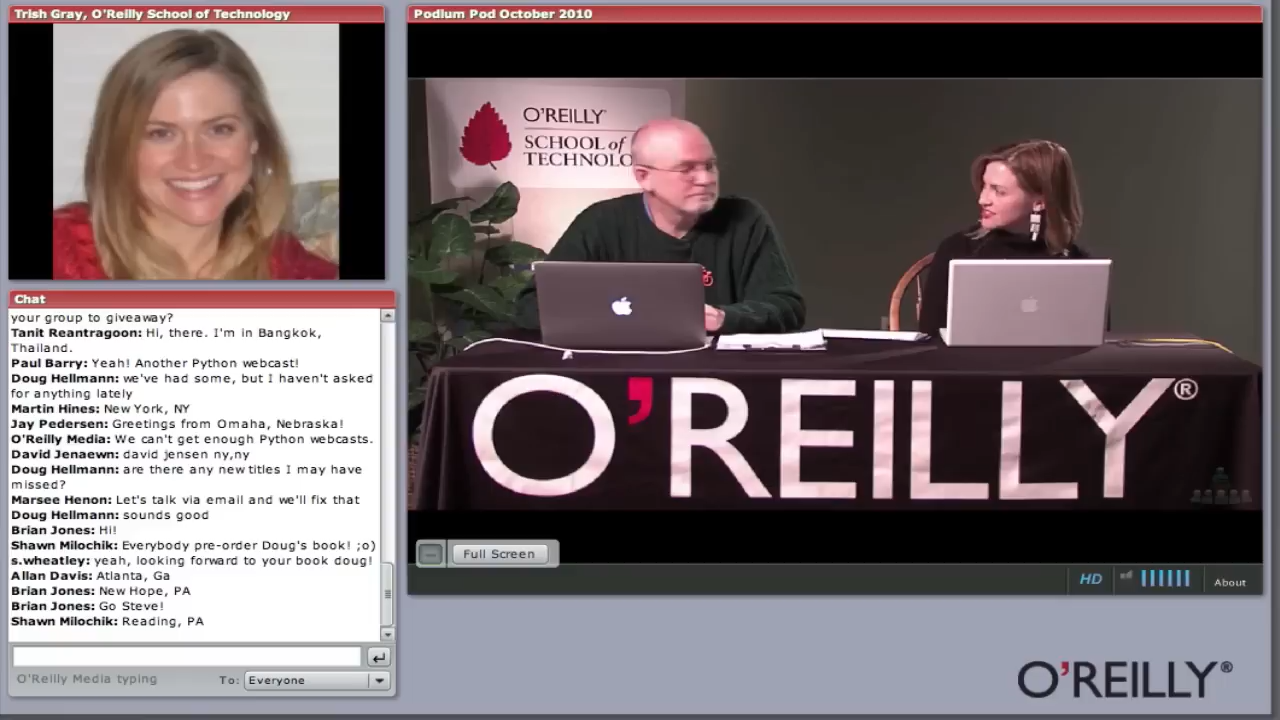 Trish Gray, O'Reilly School of Technology
Podium Pod October 2010
O'REILLY
SCHOOL of
TECHNOLO
O'REILLY®
Full Screen
HD
About
Chat
your group to giveaway?
Tanit Reantragoon: Hi, there. I'm in Bangkok,
Thailand.
Paul Barry: Yeah! Another Python webcast!
Doug Hellmann: we've had some, but I haven't asked
for anything lately
Martin Hines: New York, NY
Jay Pedersen: Greetings from Omaha, Nebraska!
O'Reilly Media: We can't get enough Python webcasts.
David Jenaewn: david jensen ny,ny
Doug Hellmann: are there any new titles I may have
missed?
Marsee Henon: Let's talk via email and we'll fix that
Doug Hellmann: sounds good
Brian Jones: Hi!
Shawn Milochik: Everybody pre-order Doug's book! ;o)
s.wheatley: yeah, looking forward to your book doug!
Allan Davis: Atlanta, Ga
Brian Jones: New Hope, PA
Brian Jones: Go Steve!
Shawn Milochik: Reading, PA
O'Reilly Media typing
To: Everyone
O'REILLY®